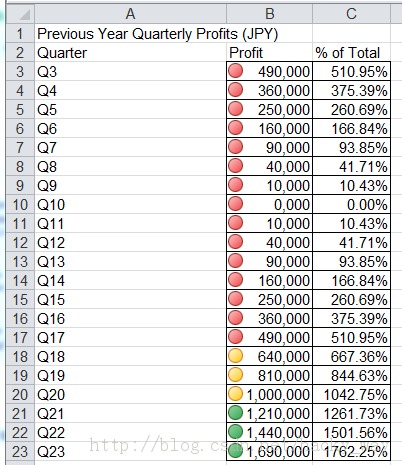 A B C
1 Previous Year Quarterly Profits (JPY)
2 Quarter Profit % of Total
3 Q3 490,000 510.95%
4 Q4 360,000 375.39%
5 Q5 250,000 260.69%
6 Q6 160,000 166.84%
7 Q7 90,000 93.85%
8 Q8 40,000 41.71%
9 Q9 10,000 10.43%
10 Q10 0,000 0.00%
11 Q11 10,000 10.43%
12 Q12 40,000 41.71%
13 Q13 90,000 93.85%
14 Q14 160,000 166.84%
15 Q15 250,000 260.69%
16 Q16 360,000 375.39%
17 Q17 490,000 510.95%
18 Q18 640,000 667.36%
19 Q19 810,000 844.63%
20 Q20 1,000,000 1042.75%
21 Q21 1,210,000 1261.73%
22 Q22 1,440,000 1501.56%
23 Q23 1,690,000 1762.25%